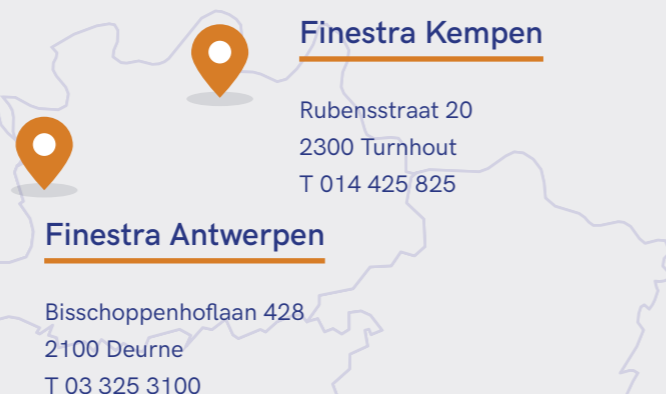 Finestra Kempen
Rubensstraat 20
2300 Turnhout
T 014 425 825
Finestra Antwerpen
Bisschoppenhoflaan 428
2100 Deurne
T 03 325 3100